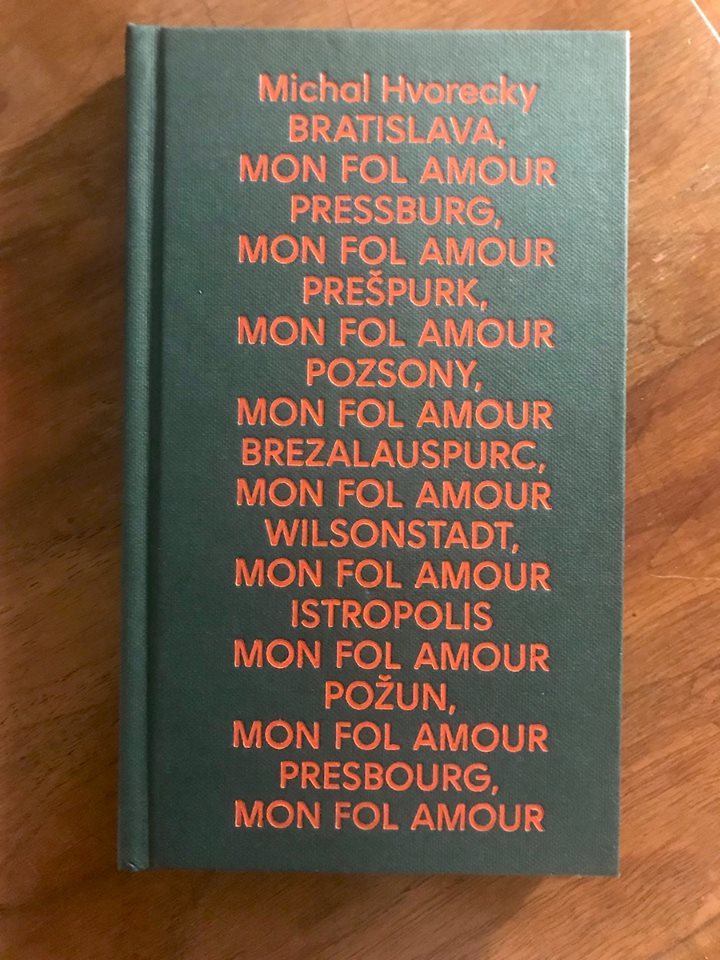 Michal Hvorecky
BRATISLAVA,
MON FOL AMOUR
PRESSBURG,
MON FOL AMOUR
PREŠPURK,
MON FOL AMOUR
POZSONY,
MON FOL AMOUR
BREZALAUSPURC,
MON FOL AMOUR
WILSONSTADT,
MON FOL AMOUR
ISTROPOLIS
MON FOL AMOUR
POŽUN,
MON FOL AMOUR
PRESBOURG,
MON FOL AMOUR